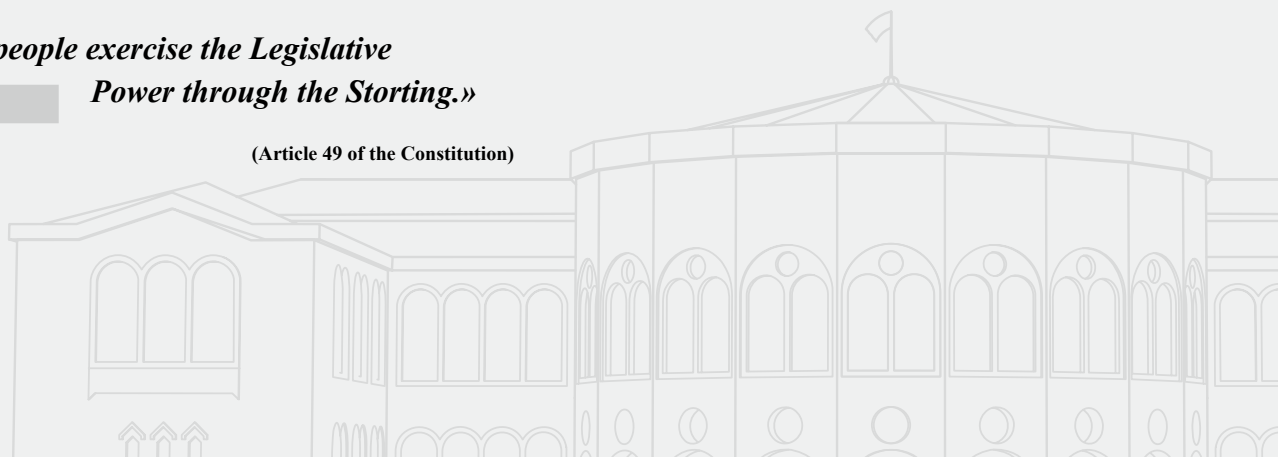 people exercise the Legislative
Power through the Storting.»
(Article 49 of the Constitution)